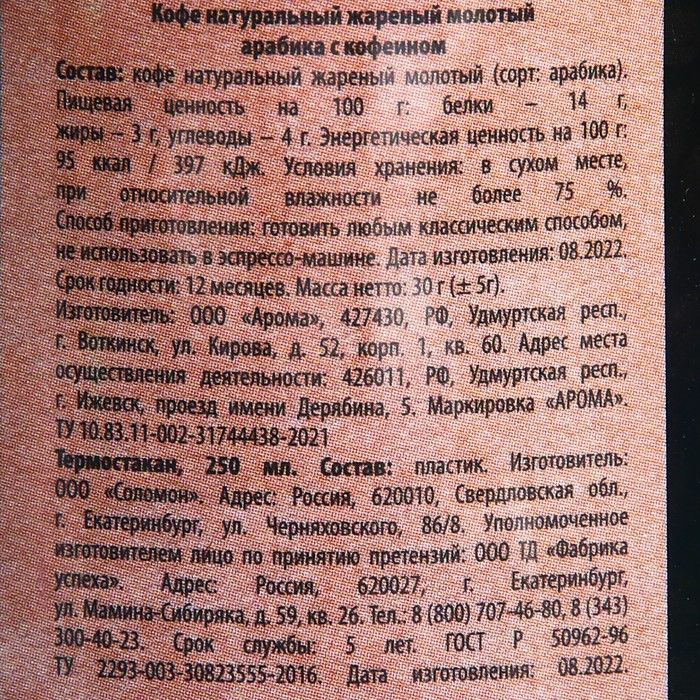 Кофе натуральный жареный молотый
арабика с кофеином
Состав: кофе натуральный жареный молотый (сорт: арабика).
Пищевая ценность на 100 г: белки – 14 г,
жиры – 3 г, углеводы – 4 г. Энергетическая ценность на 100 г:
95 ккал / 397 кДж. Условия хранения: в сухом месте,
при относительной влажности не более 75 %.
Способ приготовления: готовить любым классическим способом,
не использовать в эспрессо-машине. Дата изготовления: 08.2022.
Срок годности: 12 месяцев. Масса нетто: 30 г (± 5г).
Изготовитель: ООО «Арома», 427430, РФ, Удмуртская респ.,
г. Воткинск, ул. Кирова, д. 52, корп. 1, кв. 60. Адрес места
осуществления деятельности: 426011, РФ, Удмуртская респ.,
г. Ижевск, проезд имени Дерябина, 5. Маркировка «АРОМА».
ТУ 10.83.11-002-31744438-2021
Термостакан, 250 мл. Состав: пластик. Изготовитель:
ООО «Соломон». Адрес: Россия, 620010, Свердловская обл.,
г. Екатеринбург, ул. Черняховского, 86/8. Уполномоченное
изготовителем лицо по принятию претензий: ООО ТД «Фабрика
успеха». Адрес: Россия, 620027, г. Екатеринбург,
ул. Мамина-Сибиряка, д. 59, кв. 26. Тел.: 8 (800) 707-46-80, 8 (343)
300-40-23. Срок службы: 5 лет. ГОСТ Р 50962-96
ТУ 2293-003-30823555-2016. Дата изготовления: 08.2022.